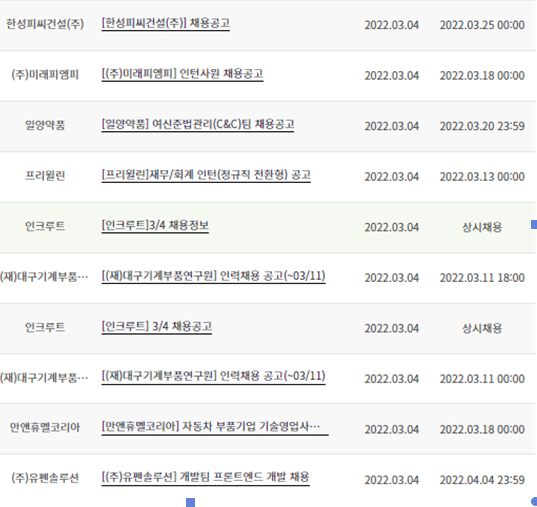 한성피씨건설(주) [한성피씨건설(주)] 채용공고 2022.03.04 2022.03.25 00:00
(주)미래피엠피 [(주)미래피엠피] 인턴사원 채용공고 2022.03.04 2022.03.18 00:00
일양약품 [일양약품] 여신준법관리(C&C)팀 채용공고 2022.03.04 2022.03.20 23:59
프리윌린 [프리윌린]재무/회계 인턴(정규직 전환형) 공고 2022.03.04 2022.03.13 00:00
인크루트 [인크루트]3/4 채용정보 2022.03.04 상시채용
(재)대구기계부품··· [(재)대구기계부품연구원] 인력채용 공고(~03/11) 2022.03.04 2022.03.11 18:00
인크루트 [인크루트] 3/4 채용공고 2022.03.04 상시채용
(재)대구기계부품··· [(재)대구기계부품연구원] 인력채용 공고(~03/11) 2022.03.04 2022.03.11 00:00
만앤휴멜코리아 [만앤휴멜코리아] 자동차 부품기업 기술영업사··· 2022.03.04 2022.03.18 00:00
(주)유펜솔루션 [(주)유펜솔루션] 개발팀 프론트엔드 개발 채용 2022.03.04 2022.04.04 23:59